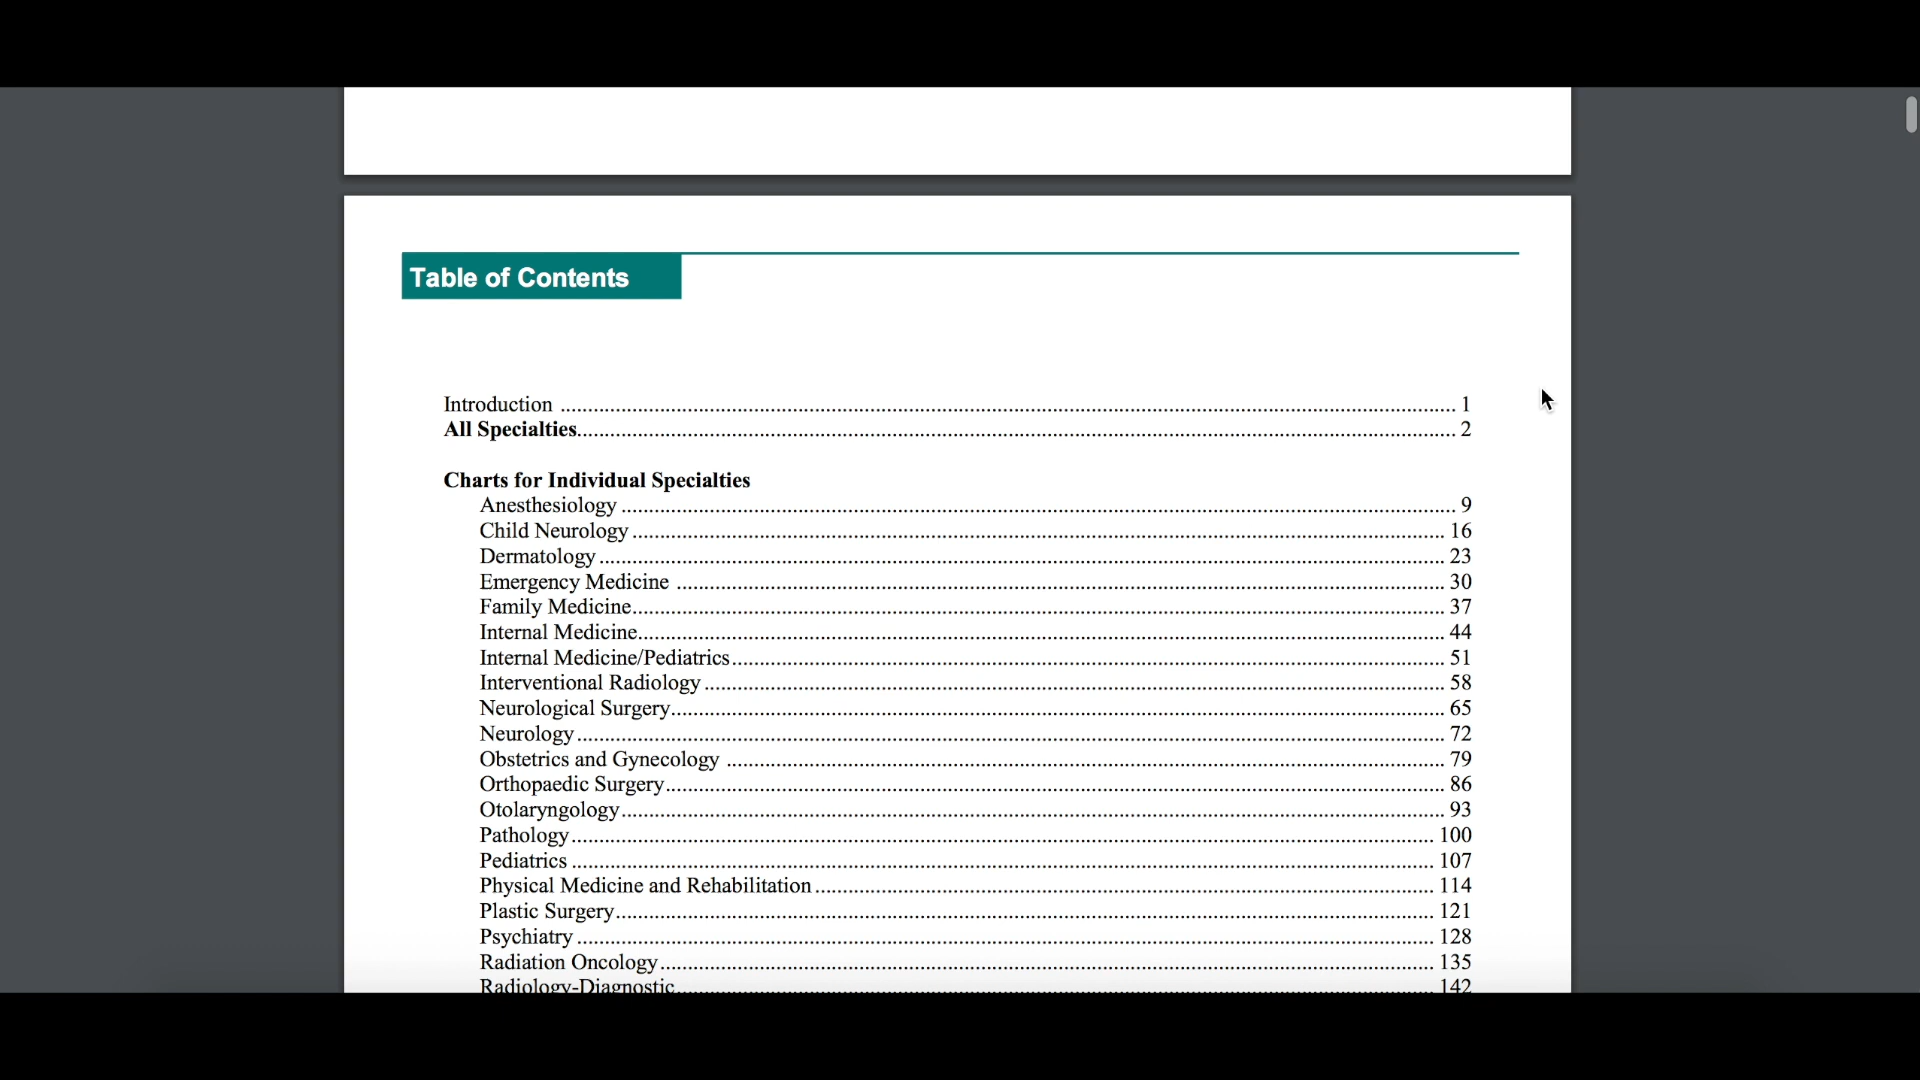 Table of Contents
Introduction ........................ 1
All Specialties........................ 2
Charts for Individual Specialties
Anesthesiology ........................ 9
Child Neurology ........................ 16
Dermatology ........................ 23
Emergency Medicine ........................ 30
Family Medicine........................ 37
Internal Medicine........................ 44
Internal Medicine/Pediatrics........................ 51
Interventional Radiology ........................ 58
Neurological Surgery........................ 65
Neurology ........................ 72
Obstetrics and Gynecology ........................ 79
Orthopaedic Surgery........................ 86
Otolaryngology........................ 93
Pathology ........................ 100
Pediatrics ........................ 107
Physical Medicine and Rehabilitation ........................ 114
Plastic Surgery........................ 121
Psychiatry ........................ 128
Radiation Oncology........................ 135
Radiology-Diagnostic........................ 142